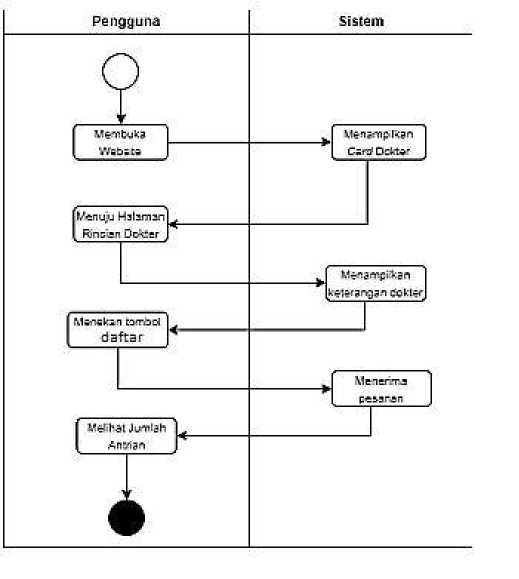 Pengguna
Sistem
Membuka
Website
Menampilkan
Card Dokter
Menuju Halaman
Rincian Dokter
Menampilkan
keterangan dokter
Menekan tombol
daftar
Menerima
pesanan
Melihat Jumlah
Antrian